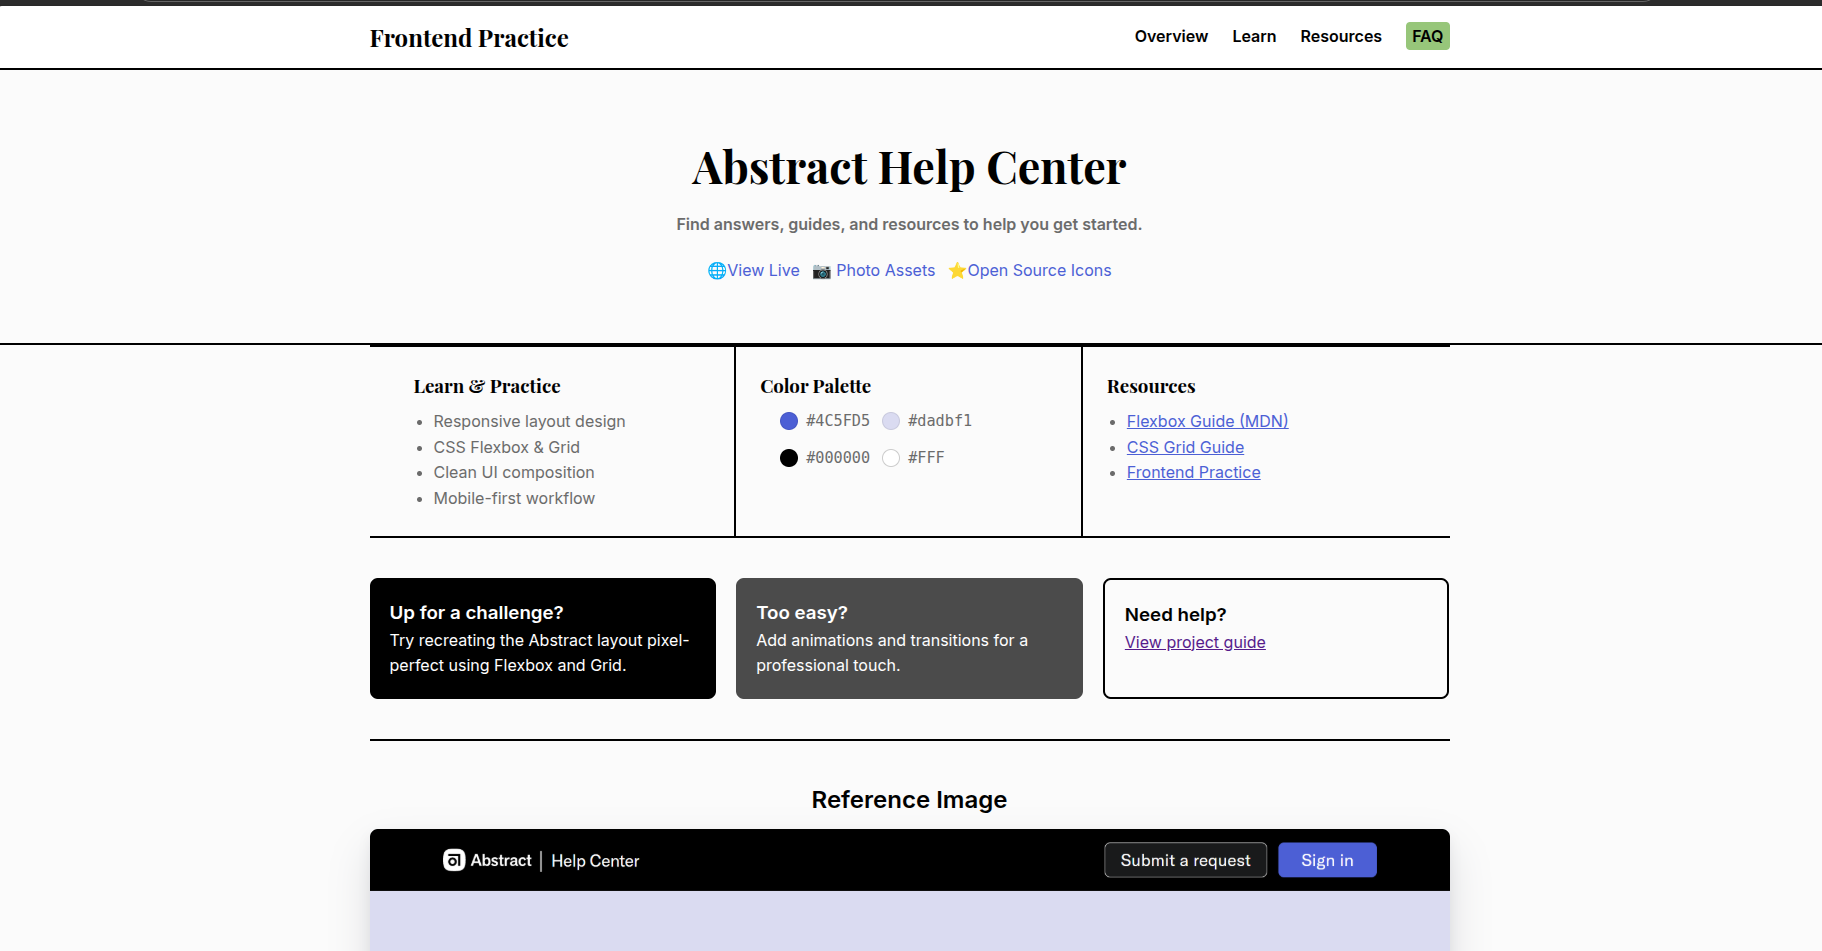 Frontend Practice
Overview Learn Resources FAQ
Abstract Help Center
Find answers, guides, and resources to help you get started.
🌐View Live 📷 Photo Assets ⭐Open Source Icons
Learn & Practice
• Responsive layout design
• CSS Flexbox & Grid
• Clean UI composition
• Mobile-first workflow
Color Palette
#4C5FD5 #dadbf1
#000000 #FFF
Resources
• Flexbox Guide (MDN)
• CSS Grid Guide
• Frontend Practice
Up for a challenge?
Try recreating the Abstract layout pixel-
perfect using Flexbox and Grid.
Too easy?
Add animations and transitions for a
professional touch.
Need help?
View project guide
Reference Image
Abstract | Help Center
Submit a request Sign in